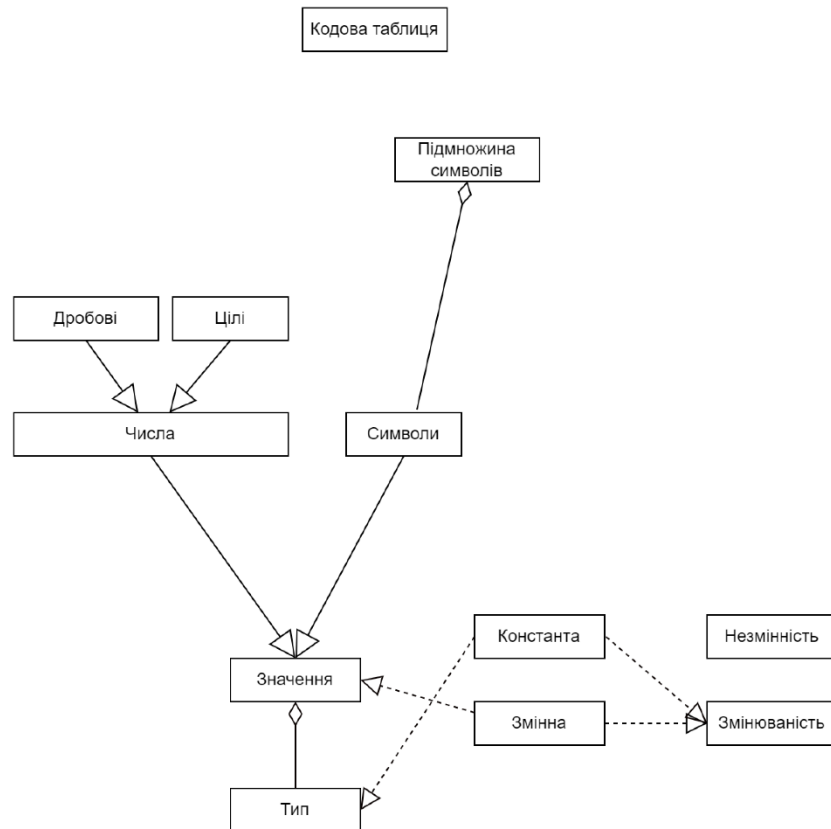 Кодова таблиця
Підмножина
символів
Дробові
Цілі
Числа
Символи
Константа
Незмінність
Значення
Змінна
Змінюваність
Тип